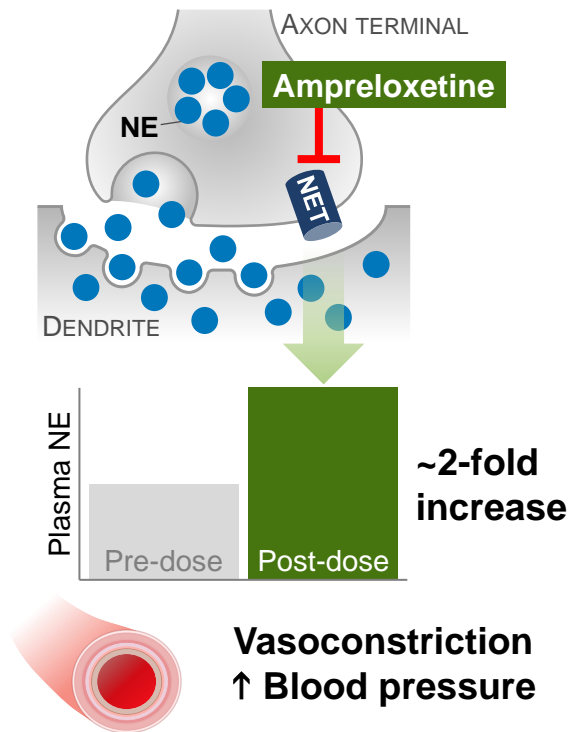 AXON TERMINAL
Ampreloxetine
NE
NET
DENDRITE
Plasma NE
~2-fold
increase
Pre-dose
Post-dose
Vasoconstriction
↑ Blood pressure